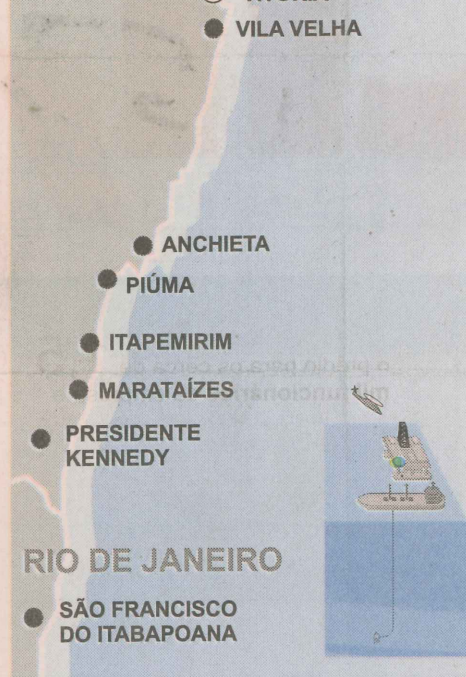 VILA VELHA
ANCHIETA
PIÚMA
ITAPEMIRIM
MARATAÍZES
PRESIDENTE
KENNEDY
RIO DE JANEIRO
SÃO FRANCISCO
DO ITABAPOANA